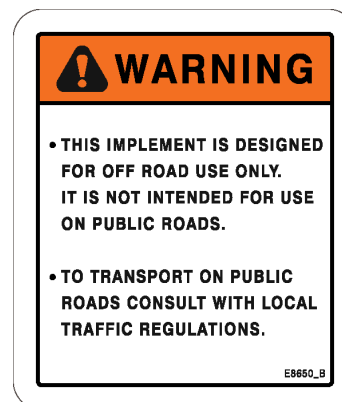 WARNING
• THIS IMPLEMENT IS DESIGNED
FOR OFF ROAD USE ONLY.
IT IS NOT INTENDED FOR USE
ON PUBLIC ROADS.
• TO TRANSPORT ON PUBLIC
ROADS CONSULT WITH LOCAL
TRAFFIC REGULATIONS.
E8650_B